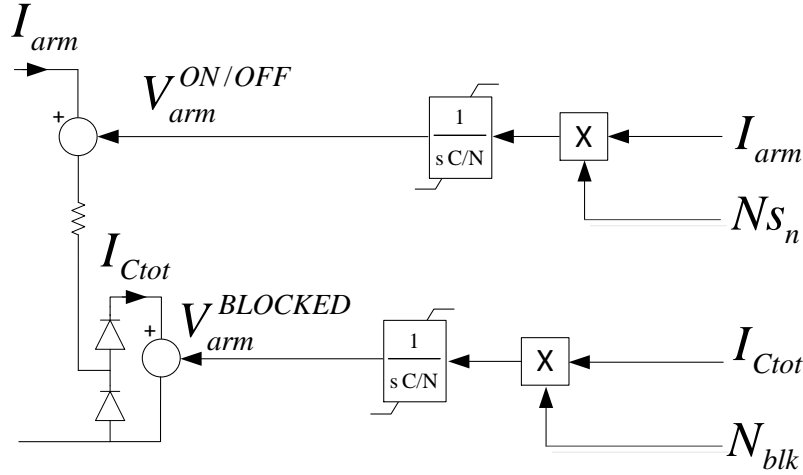 I_arm
+
V_arm^ON/OFF
1
s C/N
X
I_arm
Ns_n
I_Ctot
+
V_arm^BLOCKED
1
s C/N
X
I_Ctot
N_blk